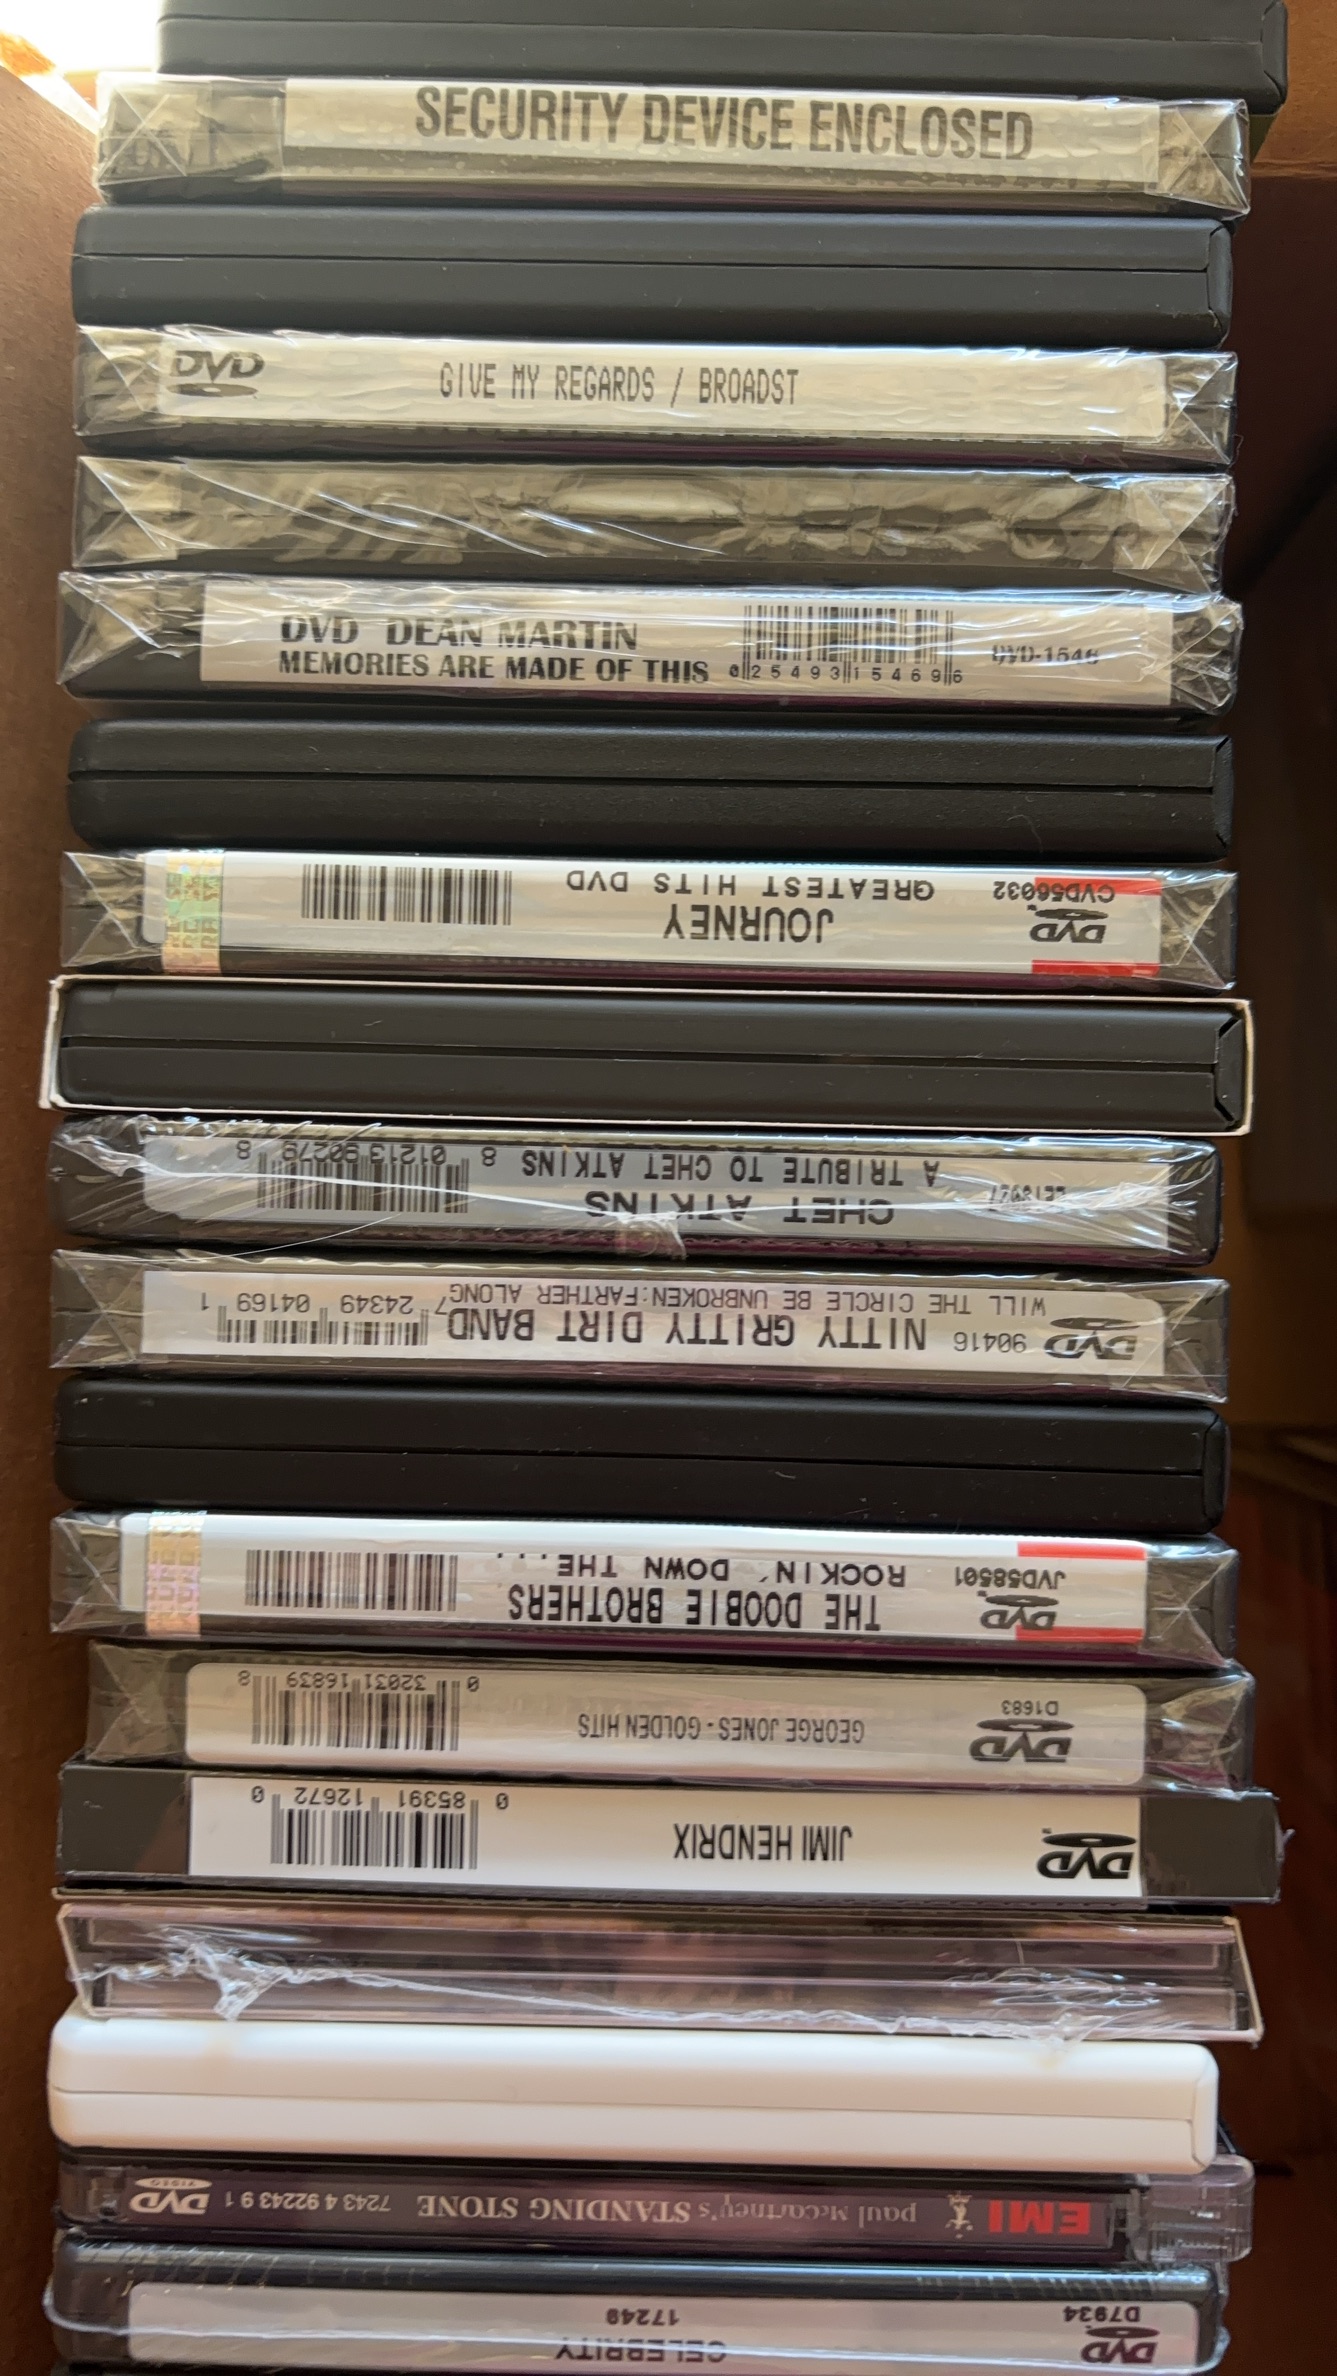 SECURITY DEVICE ENCLOSED
DVD
GIVE MY REGARDS / BROADST
DVD DEAN MARTIN
MEMORIES ARE MADE OF THIS
0 25493 15469 6
DVD-1546
JOURNEY
GREATEST HITS DVD
DVD
CVD56032
CHET ATKINS
A TRIBUTE TO CHET ATKINS
8 01213 90279 8
DVD
90416 NITTY GRITTY DIRT BAND
WILL THE CIRCLE BE UNBROKEN:FARTHER ALONG
7 24349 04169 1
DVD
JVD58501
THE DOOBIE BROTHERS
ROCKIN' DOWN THE...
DVD
D1683
GEORGE JONES - GOLDEN HITS
0 32031 16839 8
DVD
JIMI HENDRIX
0 85391 12672 0
EMI
paul McCartney's STANDING STONE
7243 4 92243 9 1
DVD
VIDEO
DVD
D7934
CELEBRITY
17249